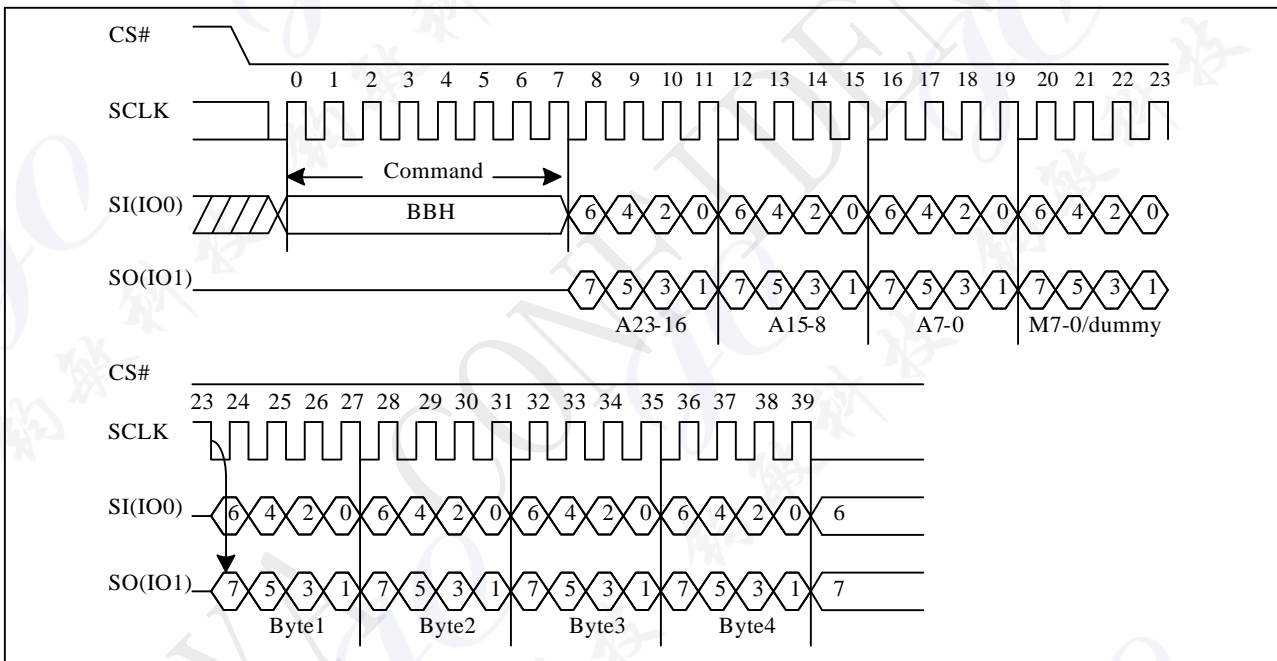 CS#
0 1 2 3 4 5 6 7 8 9 10 11 12 13 14 15 16 17 18 19 20 21 22 23
SCLK
Command
SI(IO0) BBH 6 4 2 0 6 4 2 0 6 4 2 0 6 4 2 0
SO(IO1) 7 5 3 1 7 5 3 1 7 5 3 1 7 5 3 1
A23-16 A15-8 A7-0 M7-0/dummy
CS#
23 24 25 26 27 28 29 30 31 32 33 34 35 36 37 38 39
SCLK
SI(IO0) 6 4 2 0 6 4 2 0 6 4 2 0 6 4 2 0 6
SO(IO1) 7 5 3 1 7 5 3 1 7 5 3 1 7 5 3 1 7
Byte1 Byte2 Byte3 Byte4